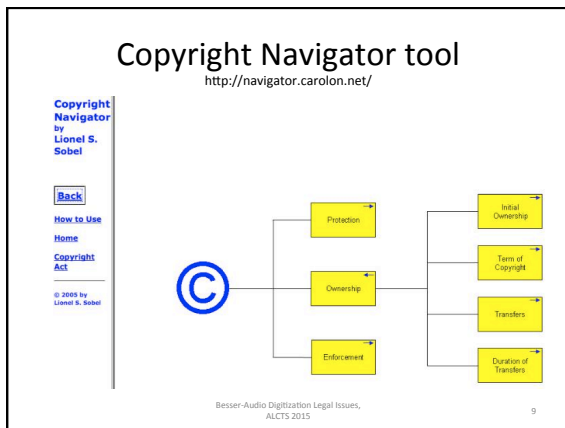 Copyright Navigator tool
http://navigator.carolon.net/
Copyright
Navigator
by
Lionel S.
Sobel
Back
How to Use
Home
Copyright
Act
© 2005 by
Lionel S. Sobel
©
Protection
Ownership
Enforcement
Initial
Ownership
Term of
Copyright
Transfers
Duration of
Transfers
Besser-Audio Digitization Legal Issues,
ALCTS 2015
9